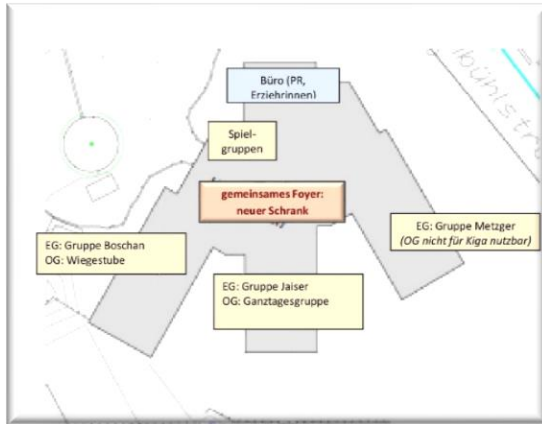 Büro (PR,
Erziehrinnen)
Spiel-
gruppen
gemeinsames Foyer:
neuer Schrank
EG: Gruppe Metzger
(OG nicht für Kiga nutzbar)
EG: Gruppe Boschan
OG: Wiegestube
EG: Gruppe Jaiser
OG: Ganztagesgruppe